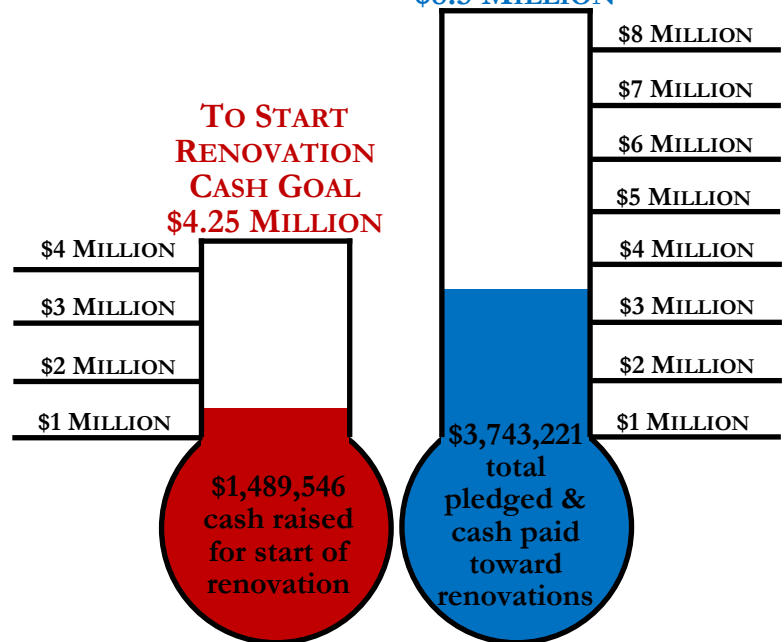 Million
$8 Million
$7 Million
$6 Million
$5 Million
$4 Million
$3 Million
$2 Million
$1 Million
To Start
Renovation
Cash Goal
$4.25 Million
$4 Million
$3 Million
$2 Million
$1 Million
$1,489,546
cash raised
for start of
renovation
$3,743,221
total
pledged &
cash paid
toward
renovations